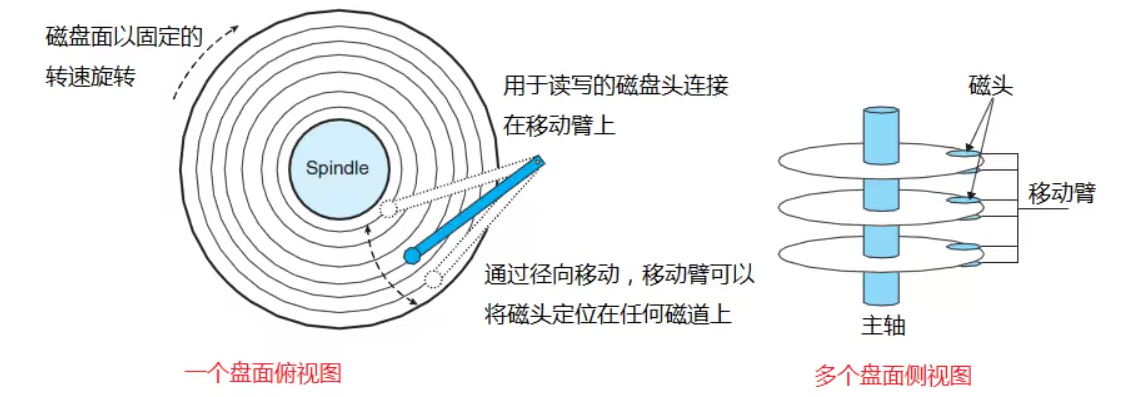 磁盘面以固定的
转速旋转
Spindle
用于读写的磁盘头连接
在移动臂上
通过径向移动，移动臂可以
将磁头定位在任何磁道上
一个盘面俯视图
磁头
移动臂
主轴
多个盘面侧视图